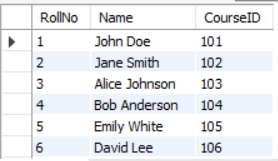 RollNo Name CourseID
1 John Doe 101
2 Jane Smith 102
3 Alice Johnson 103
4 Bob Anderson 104
5 Emily White 105
6 David Lee 106